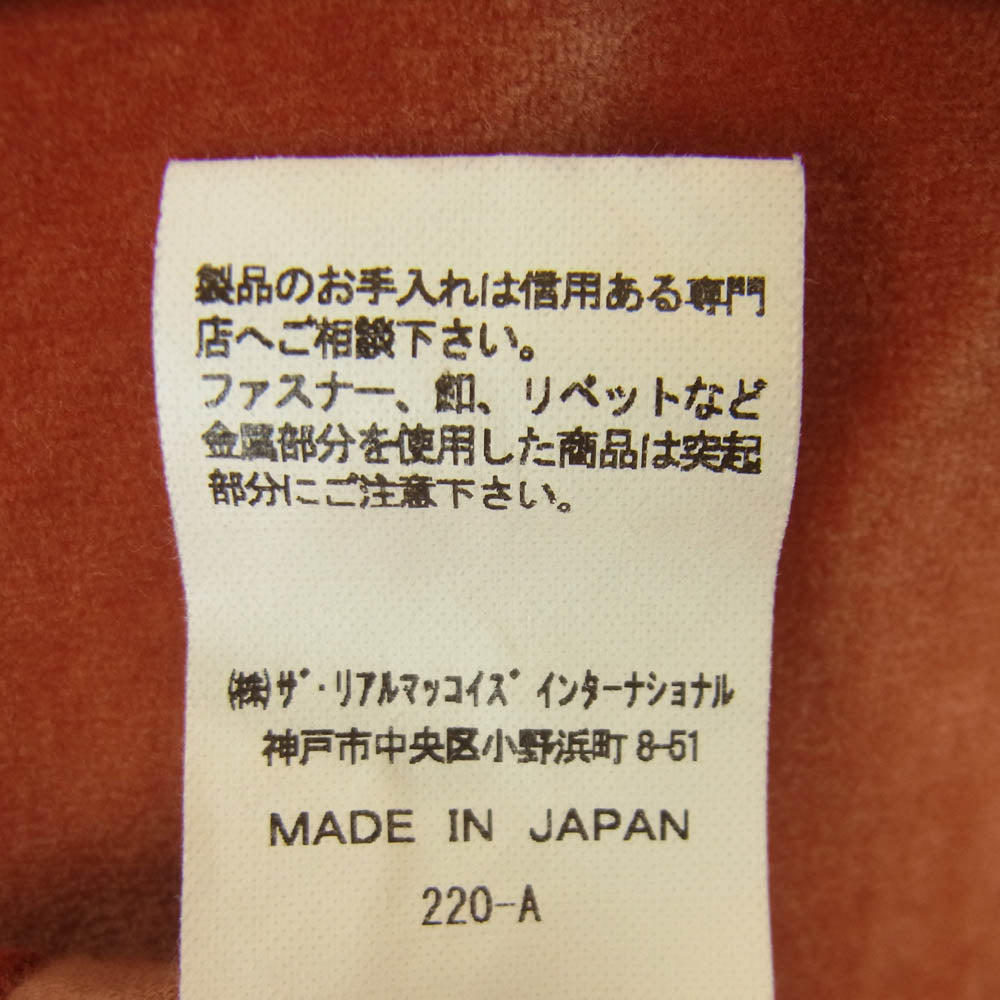 製品のお手入れは信用ある専門
店へご相談下さい。
ファスナー、釦、リベットなど
金属部分を使用した商品は突起
部分にご注意下さい。
㈱ザ・リアルマッコイズ インターナショナル
神戸市中央区小野浜町8-51
MADE IN JAPAN
220-A